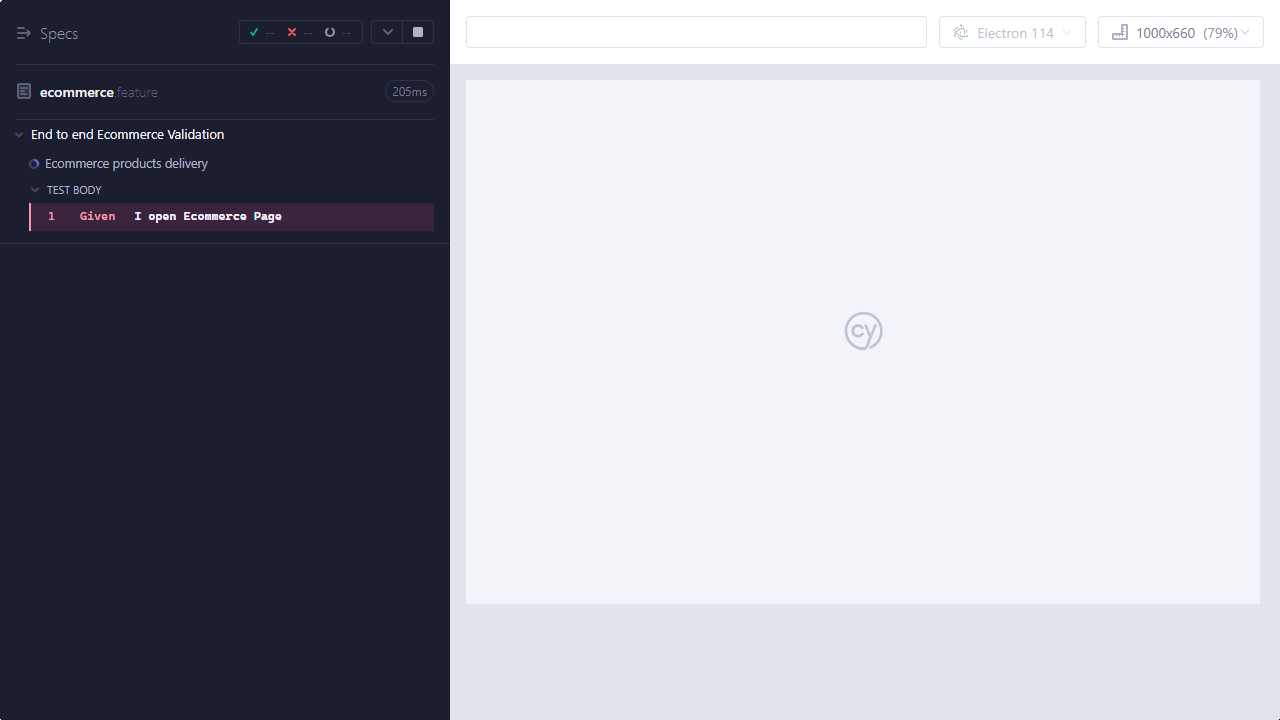 Specs
-- -- --
ecommerce.feature 205ms
End to end Ecommerce Validation
Ecommerce products delivery
TEST BODY
1 Given I open Ecommerce Page
Electron 114
1000x660 (79%)
cy